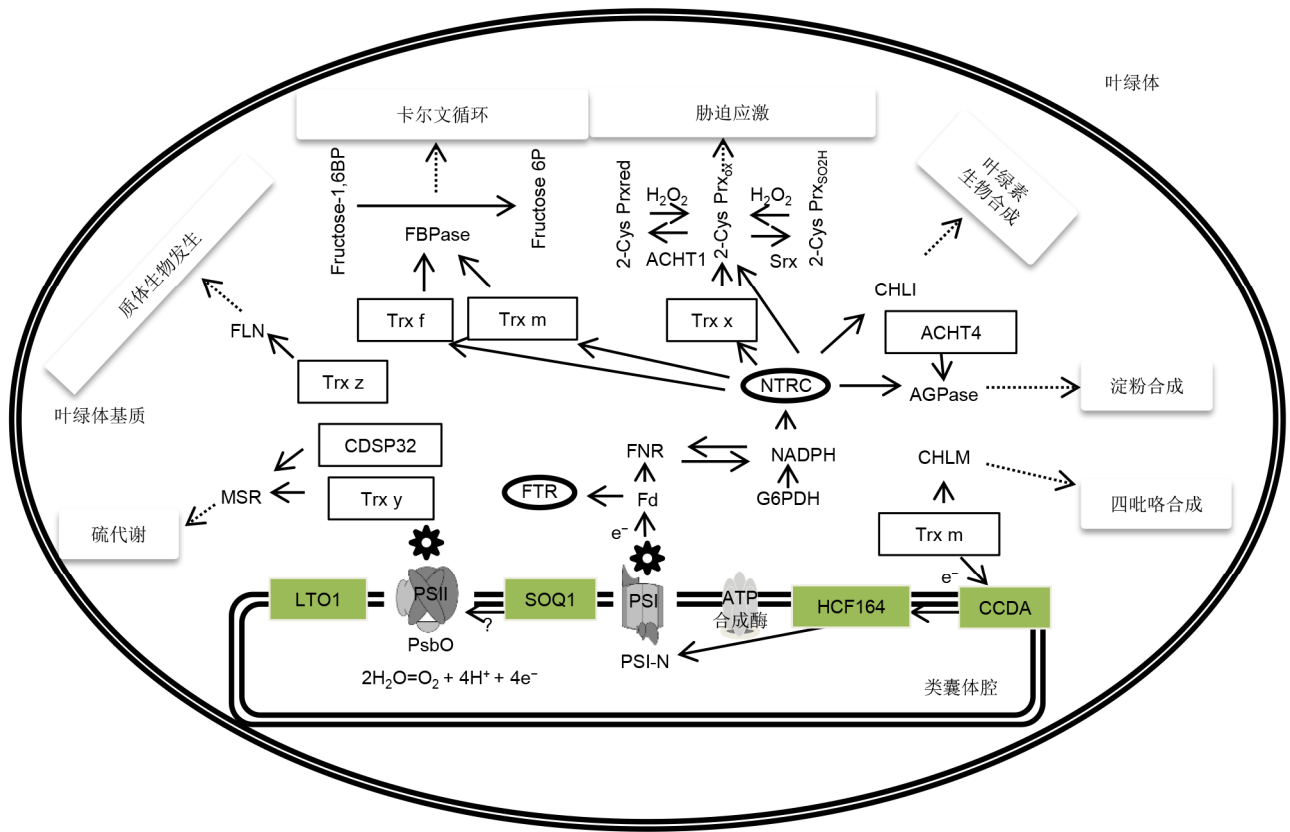 叶绿体
卡尔文循环
胁迫应激
叶绿素
生物合成
质体生物发生
Fructose-1,6BP
Fructose 6P
FBPase
2-Cys Prxred
H₂O₂
ACHT1
2-Cys Prxₒₓ
H₂O₂
Srx
2-Cys Prx_SO2H
CHLI
FLN
Trx f
Trx m
Trx x
ACHT4
Trx z
NTRC
AGPase
淀粉合成
叶绿体基质
CDSP32
FNR
NADPH
CHLM
MSR
Trx y
FTR
Fd
G6PDH
四吡咯合成
硫代谢
e⁻
Trx m
e⁻
LTO1
PSII
SOQ1
PSI
ATP
合成酶
HCF164
CCDA
?
PsbO
PSI-N
2H₂O=O₂ + 4H⁺ + 4e⁻
类囊体腔